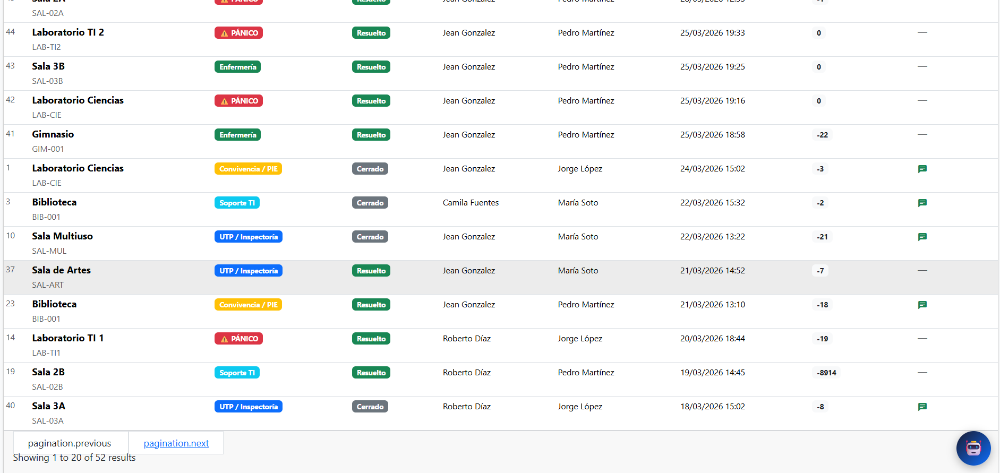 45 Sala 2A PÁNICO Resuelto Jean Gonzalez Pedro Martínez 26/03/2026 12:35 -1
SAL-02A
44 Laboratorio TI 2 PÁNICO Resuelto Jean Gonzalez Pedro Martínez 25/03/2026 19:33 0 —
LAB-TI2
43 Sala 3B Enfermería Resuelto Jean Gonzalez Pedro Martínez 25/03/2026 19:25 0 —
SAL-03B
42 Laboratorio Ciencias PÁNICO Resuelto Jean Gonzalez Pedro Martínez 25/03/2026 19:16 0 —
LAB-CIE
41 Gimnasio Enfermería Resuelto Jean Gonzalez Pedro Martínez 25/03/2026 18:58 -22 —
GIM-001
1 Laboratorio Ciencias Convivencia / PIE Cerrado Jean Gonzalez Jorge López 24/03/2026 15:02 -3
LAB-CIE
3 Biblioteca Soporte TI Cerrado Camila Fuentes María Soto 22/03/2026 15:32 -2
BIB-001
10 Sala Multiuso UTP / Inspectoría Cerrado Jean Gonzalez María Soto 22/03/2026 13:22 -21
SAL-MUL
37 Sala de Artes UTP / Inspectoría Resuelto Jean Gonzalez María Soto 21/03/2026 14:52 -7 —
SAL-ART
23 Biblioteca Convivencia / PIE Resuelto Jean Gonzalez Pedro Martínez 21/03/2026 13:10 -18
BIB-001
14 Laboratorio TI 1 PÁNICO Resuelto Roberto Díaz Jorge López 20/03/2026 18:44 -19 —
LAB-TI1
19 Sala 2B Soporte TI Resuelto Roberto Díaz Pedro Martínez 19/03/2026 14:45 -8914 —
SAL-02B
40 Sala 3A UTP / Inspectoría Cerrado Roberto Díaz Jorge López 18/03/2026 15:02 -8
SAL-03A
pagination.previous pagination.next
Showing 1 to 20 of 52 results